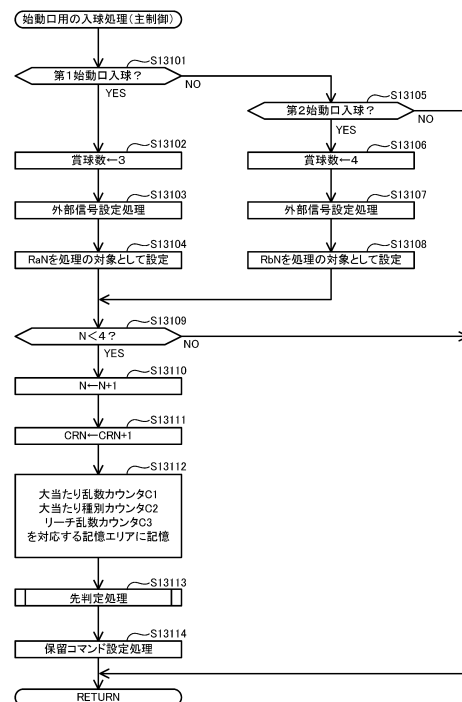 始動口用の入球処理(主制御)
S13101
第1始動口入球?
NO
YES
S13105
第2始動口入球?
NO
YES
S13102
賞球数←3
S13106
賞球数←4
S13103
外部信号設定処理
S13107
外部信号設定処理
S13104
RaNを処理の対象として設定
S13108
RbNを処理の対象として設定
S13109
N<4?
NO
YES
S13110
N←N+1
S13111
CRN←CRN+1
S13112
大当たり乱数カウンタC1
大当たり種別カウンタC2
リーチ乱数カウンタC3
を対応する記憶エリアに記憶
S13113
先判定処理
S13114
保留コマンド設定処理
RETURN